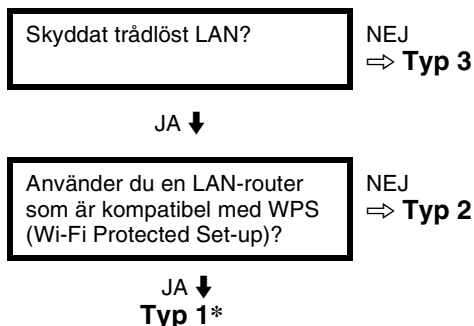 Skyddat trådlöst LAN?
NEJ
⇨ Typ 3
JA ⬇
Använder du en LAN-router
som är kompatibel med WPS
(Wi-Fi Protected Set-up)?
NEJ
⇨ Typ 2
JA ⬇
Typ 1*